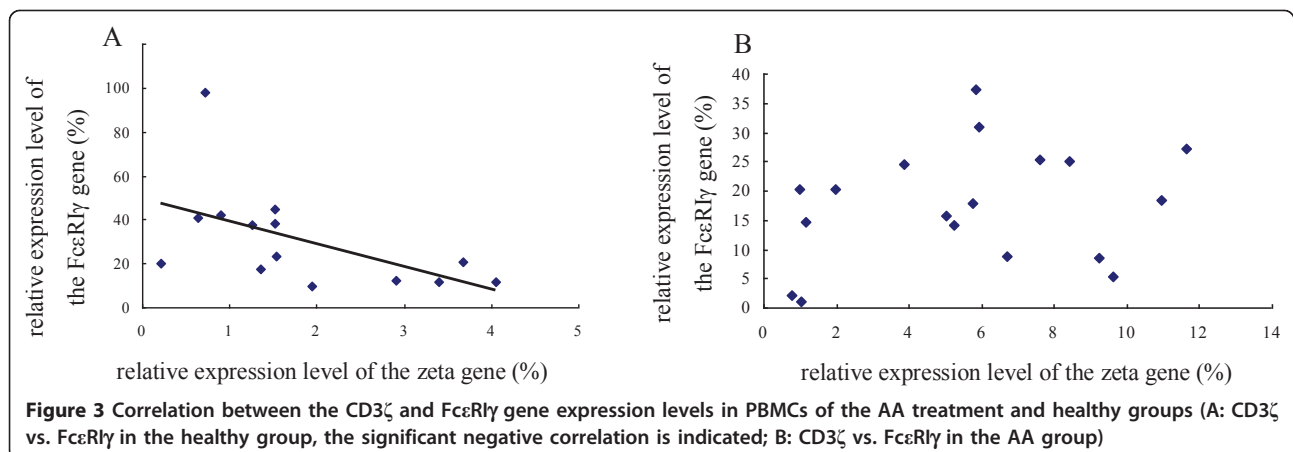 A
relative expression level of
the FcεRIγ gene (%)
100
80
60
40
20
0
0 1 2 3 4 5
relative expression level of the zeta gene (%)
B
relative expression level of
the FcεRIγ gene (%)
40
35
30
25
20
15
10
5
0
0 2 4 6 8 10 12 14
relative expression level of the zeta gene (%)
Figure 3 Correlation between the CD3ζ and FcεRIγ gene expression levels in PBMCs of the AA treatment and healthy groups (A: CD3ζ
vs. FcεRIγ in the healthy group, the significant negative correlation is indicated; B: CD3ζ vs. FcεRIγ in the AA group)